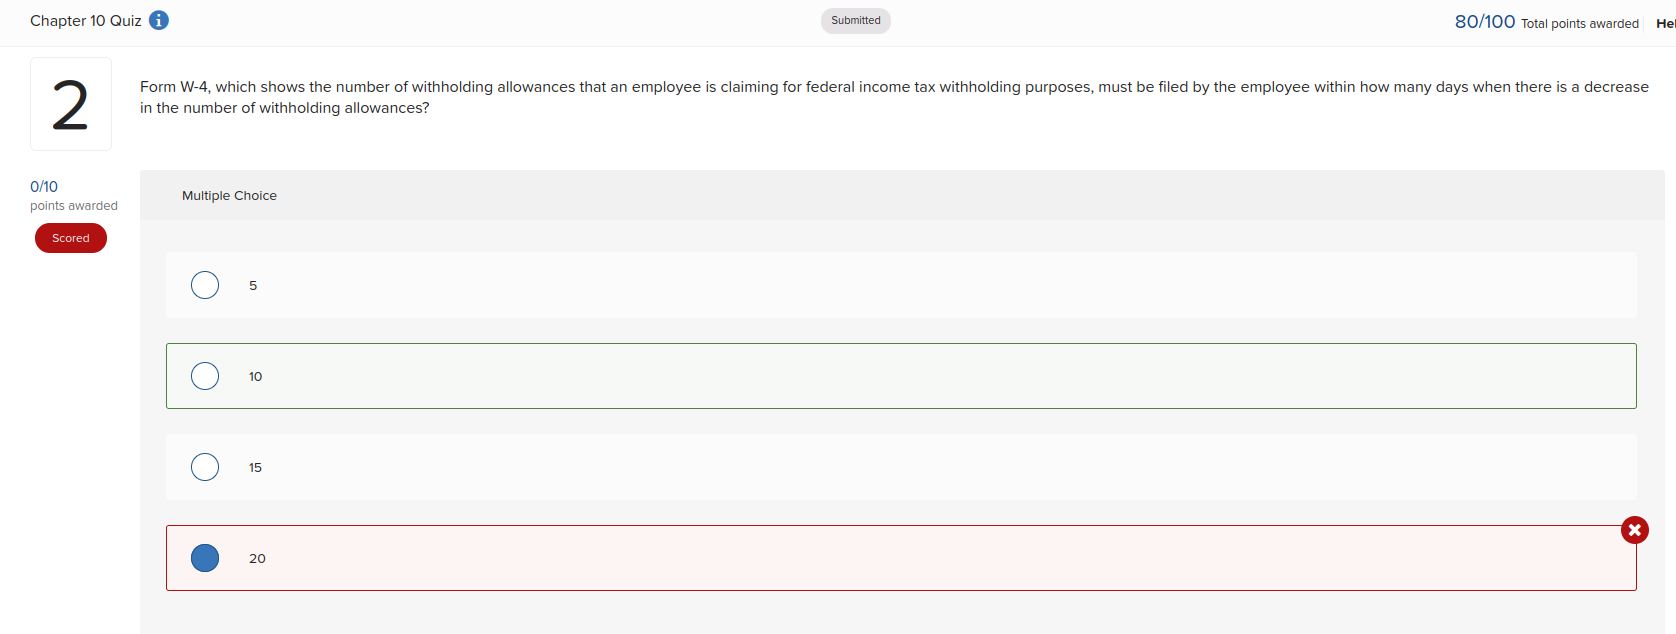 Chapter 10 Quiz
Submitted
80/100 Total points awarded
2
Form W-4, which shows the number of withholding allowances that an employee is claiming for federal income tax withholding purposes, must be filed by the employee within how many days when there is a decrease
in the number of withholding allowances?
0/10
points awarded
Scored
Multiple Choice
5
10
15
20